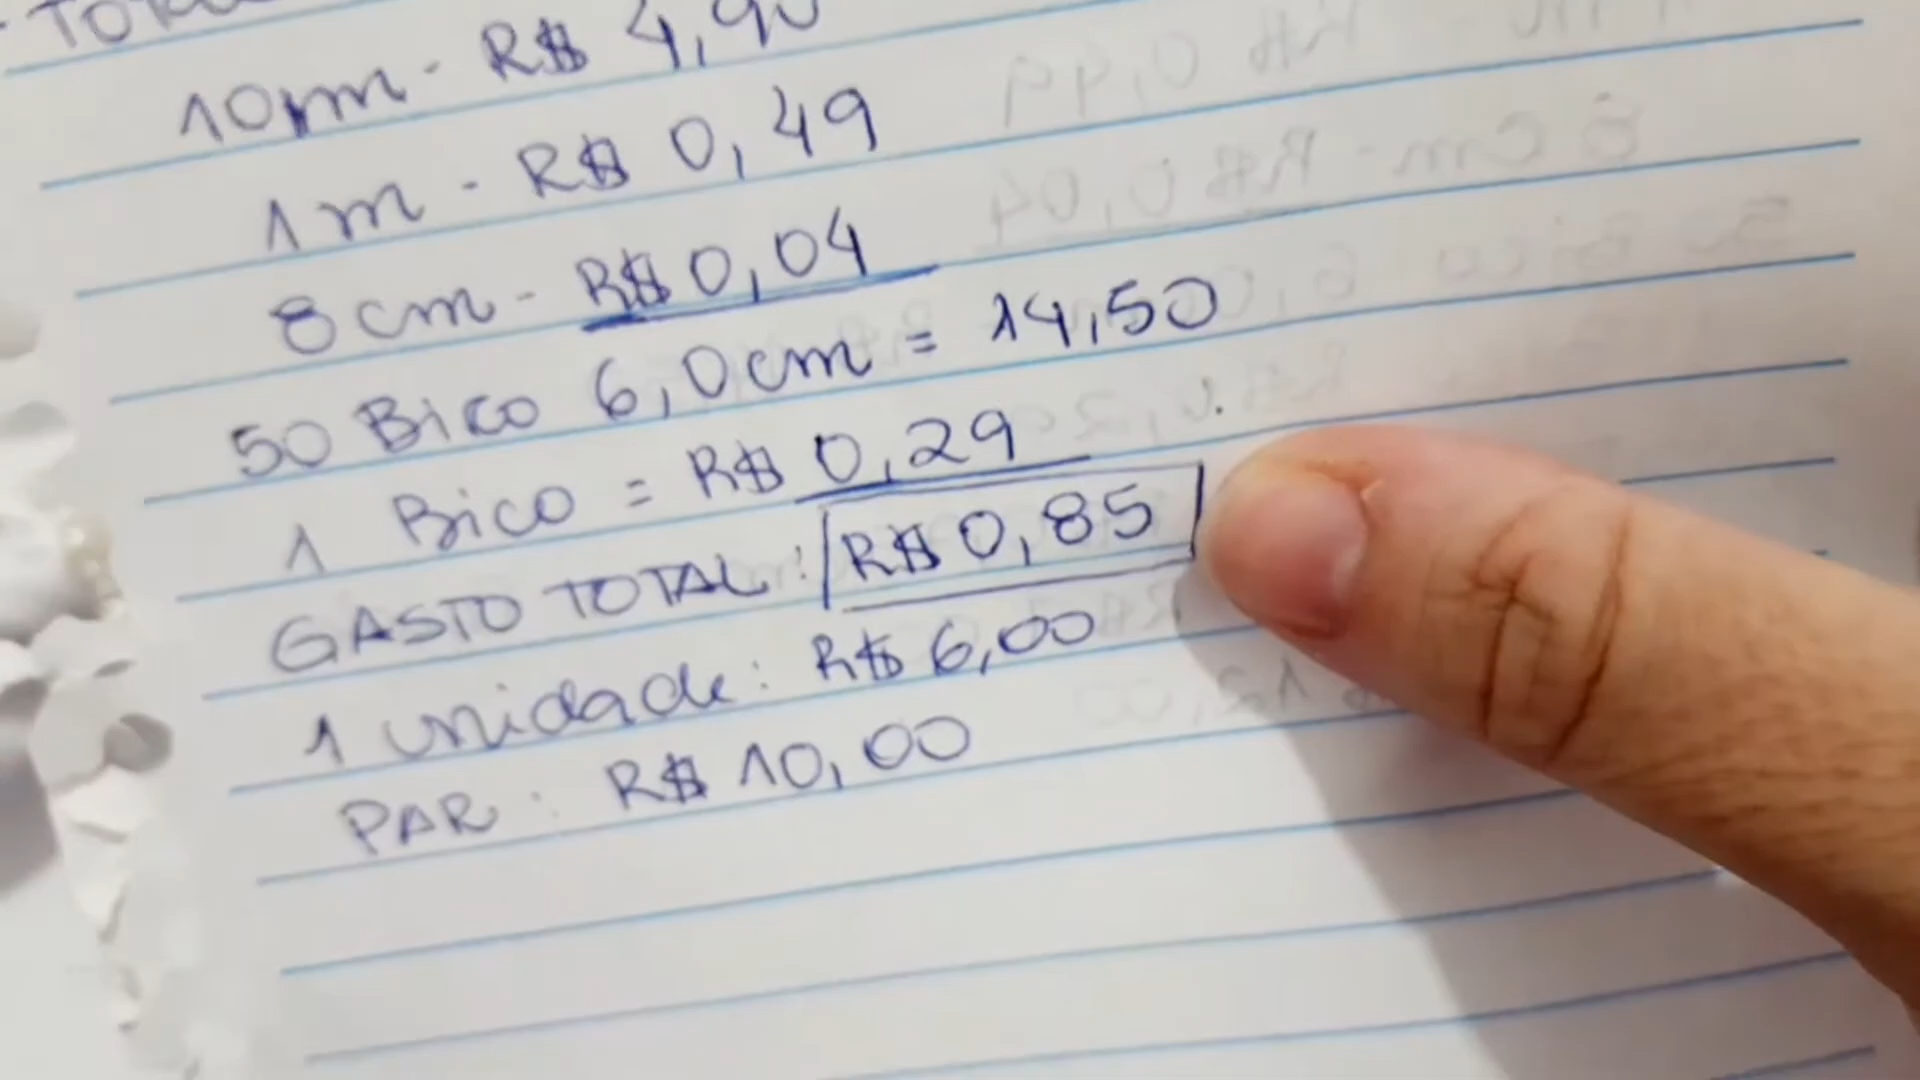 10m - R$ 4,90
1m - R$ 0,49
8cm - R$ 0,04
50 Bico 6,0cm = 14,50
1 Bico = R$ 0,29
GASTO TOTAL: R$ 0,85
1 unidade: R$ 6,00
PAR: R$ 10,00